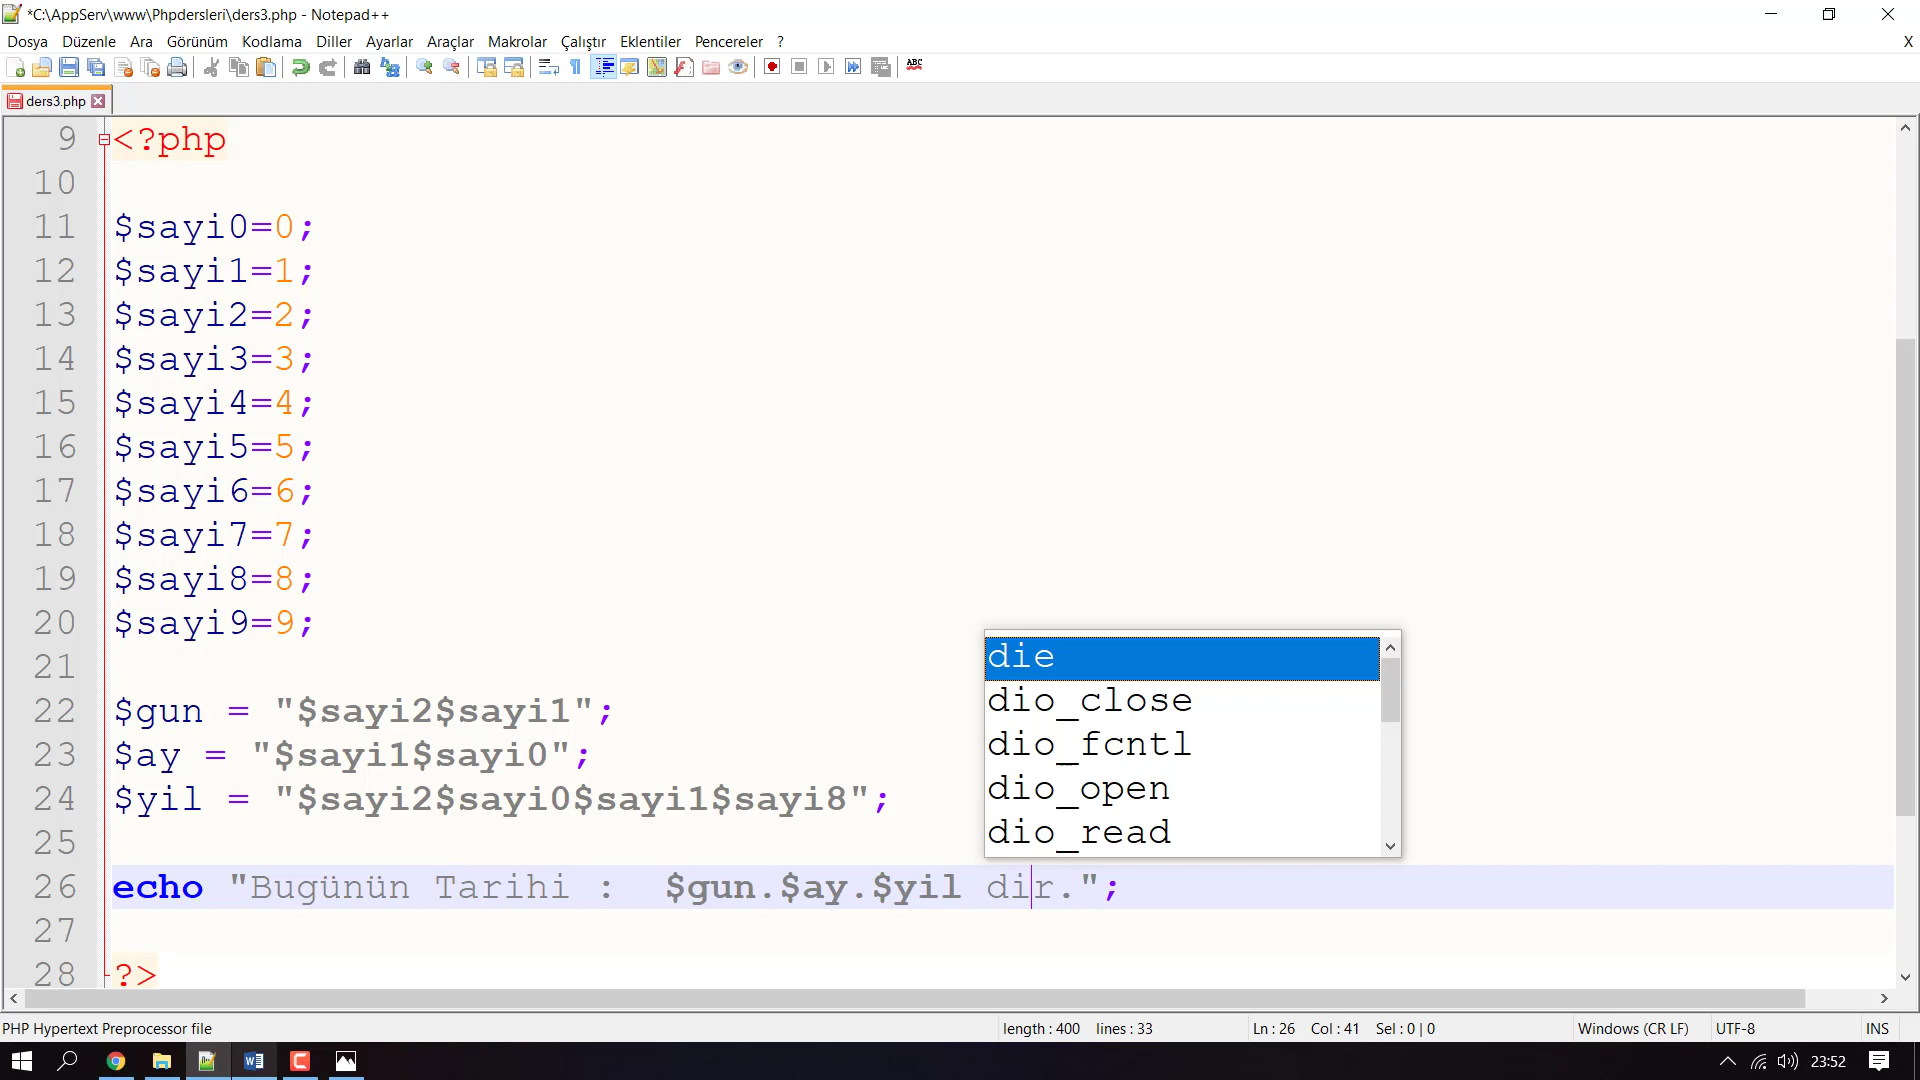 *C:\AppServ\www\Phpdersleri\ders3.php - Notepad++
Dosya Düzenle Ara Görünüm Kodlama Diller Ayarlar Araçlar Makrolar Çalıştır Eklentiler Pencereler ? X
ABC
ders3.php
9 <?php
10
11 $sayi0=0;
12 $sayi1=1;
13 $sayi2=2;
14 $sayi3=3;
15 $sayi4=4;
16 $sayi5=5;
17 $sayi6=6;
18 $sayi7=7;
19 $sayi8=8;
20 $sayi9=9;
21
22 $gun = "$sayi2$sayi1";
23 $ay = "$sayi1$sayi0";
24 $yil = "$sayi2$sayi0$sayi1$sayi8";
25
26 echo "Bugünün Tarihi :  $gun.$ay.$yil dir.";
27
28 ?>
die
dio_close
dio_fcntl
dio_open
dio_read
PHP Hypertext Preprocessor file length : 400 lines : 33 Ln : 26 Col : 41 Sel : 0 | 0 Windows (CR LF) UTF-8 INS
23:52